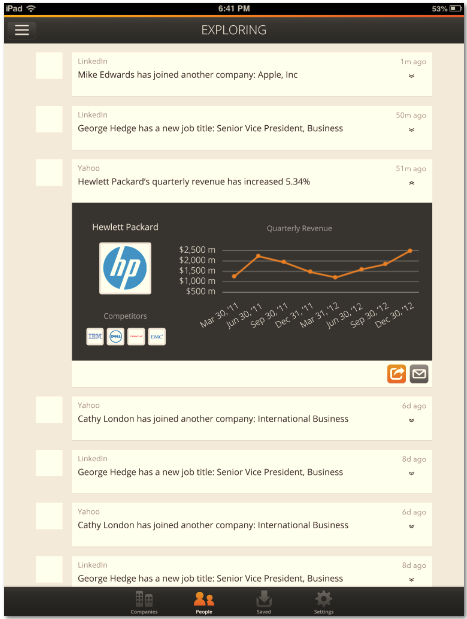 iPad 6:41 PM 53%
EXPLORING
LinkedIn 1m ago
Mike Edwards has joined another company: Apple, Inc
LinkedIn 50m ago
George Hedge has a new job title: Senior Vice President, Business
Yahoo 51m ago
Hewlett Packard's quarterly revenue has increased 5.34%
Hewlett Packard
hp
Competitors
IBM DELL EMC
Quarterly Revenue
$2,500 m
$2,000 m
$1,500 m
$1,000 m
$500 m
Mar 30, '11 Jun 30, '11 Sep 30, '11 Dec 31, '11 Mar 31, '12 Jun 30, '12 Sep 30, '12 Dec 30, '12
Yahoo 6d ago
Cathy London has joined another company: International Business
LinkedIn 8d ago
George Hedge has a new job title: Senior Vice President, Business
Yahoo 6d ago
Cathy London has joined another company: International Business
LinkedIn 8d ago
George Hedge has a new job title: Senior Vice President, Business
Companies People Saved Settings